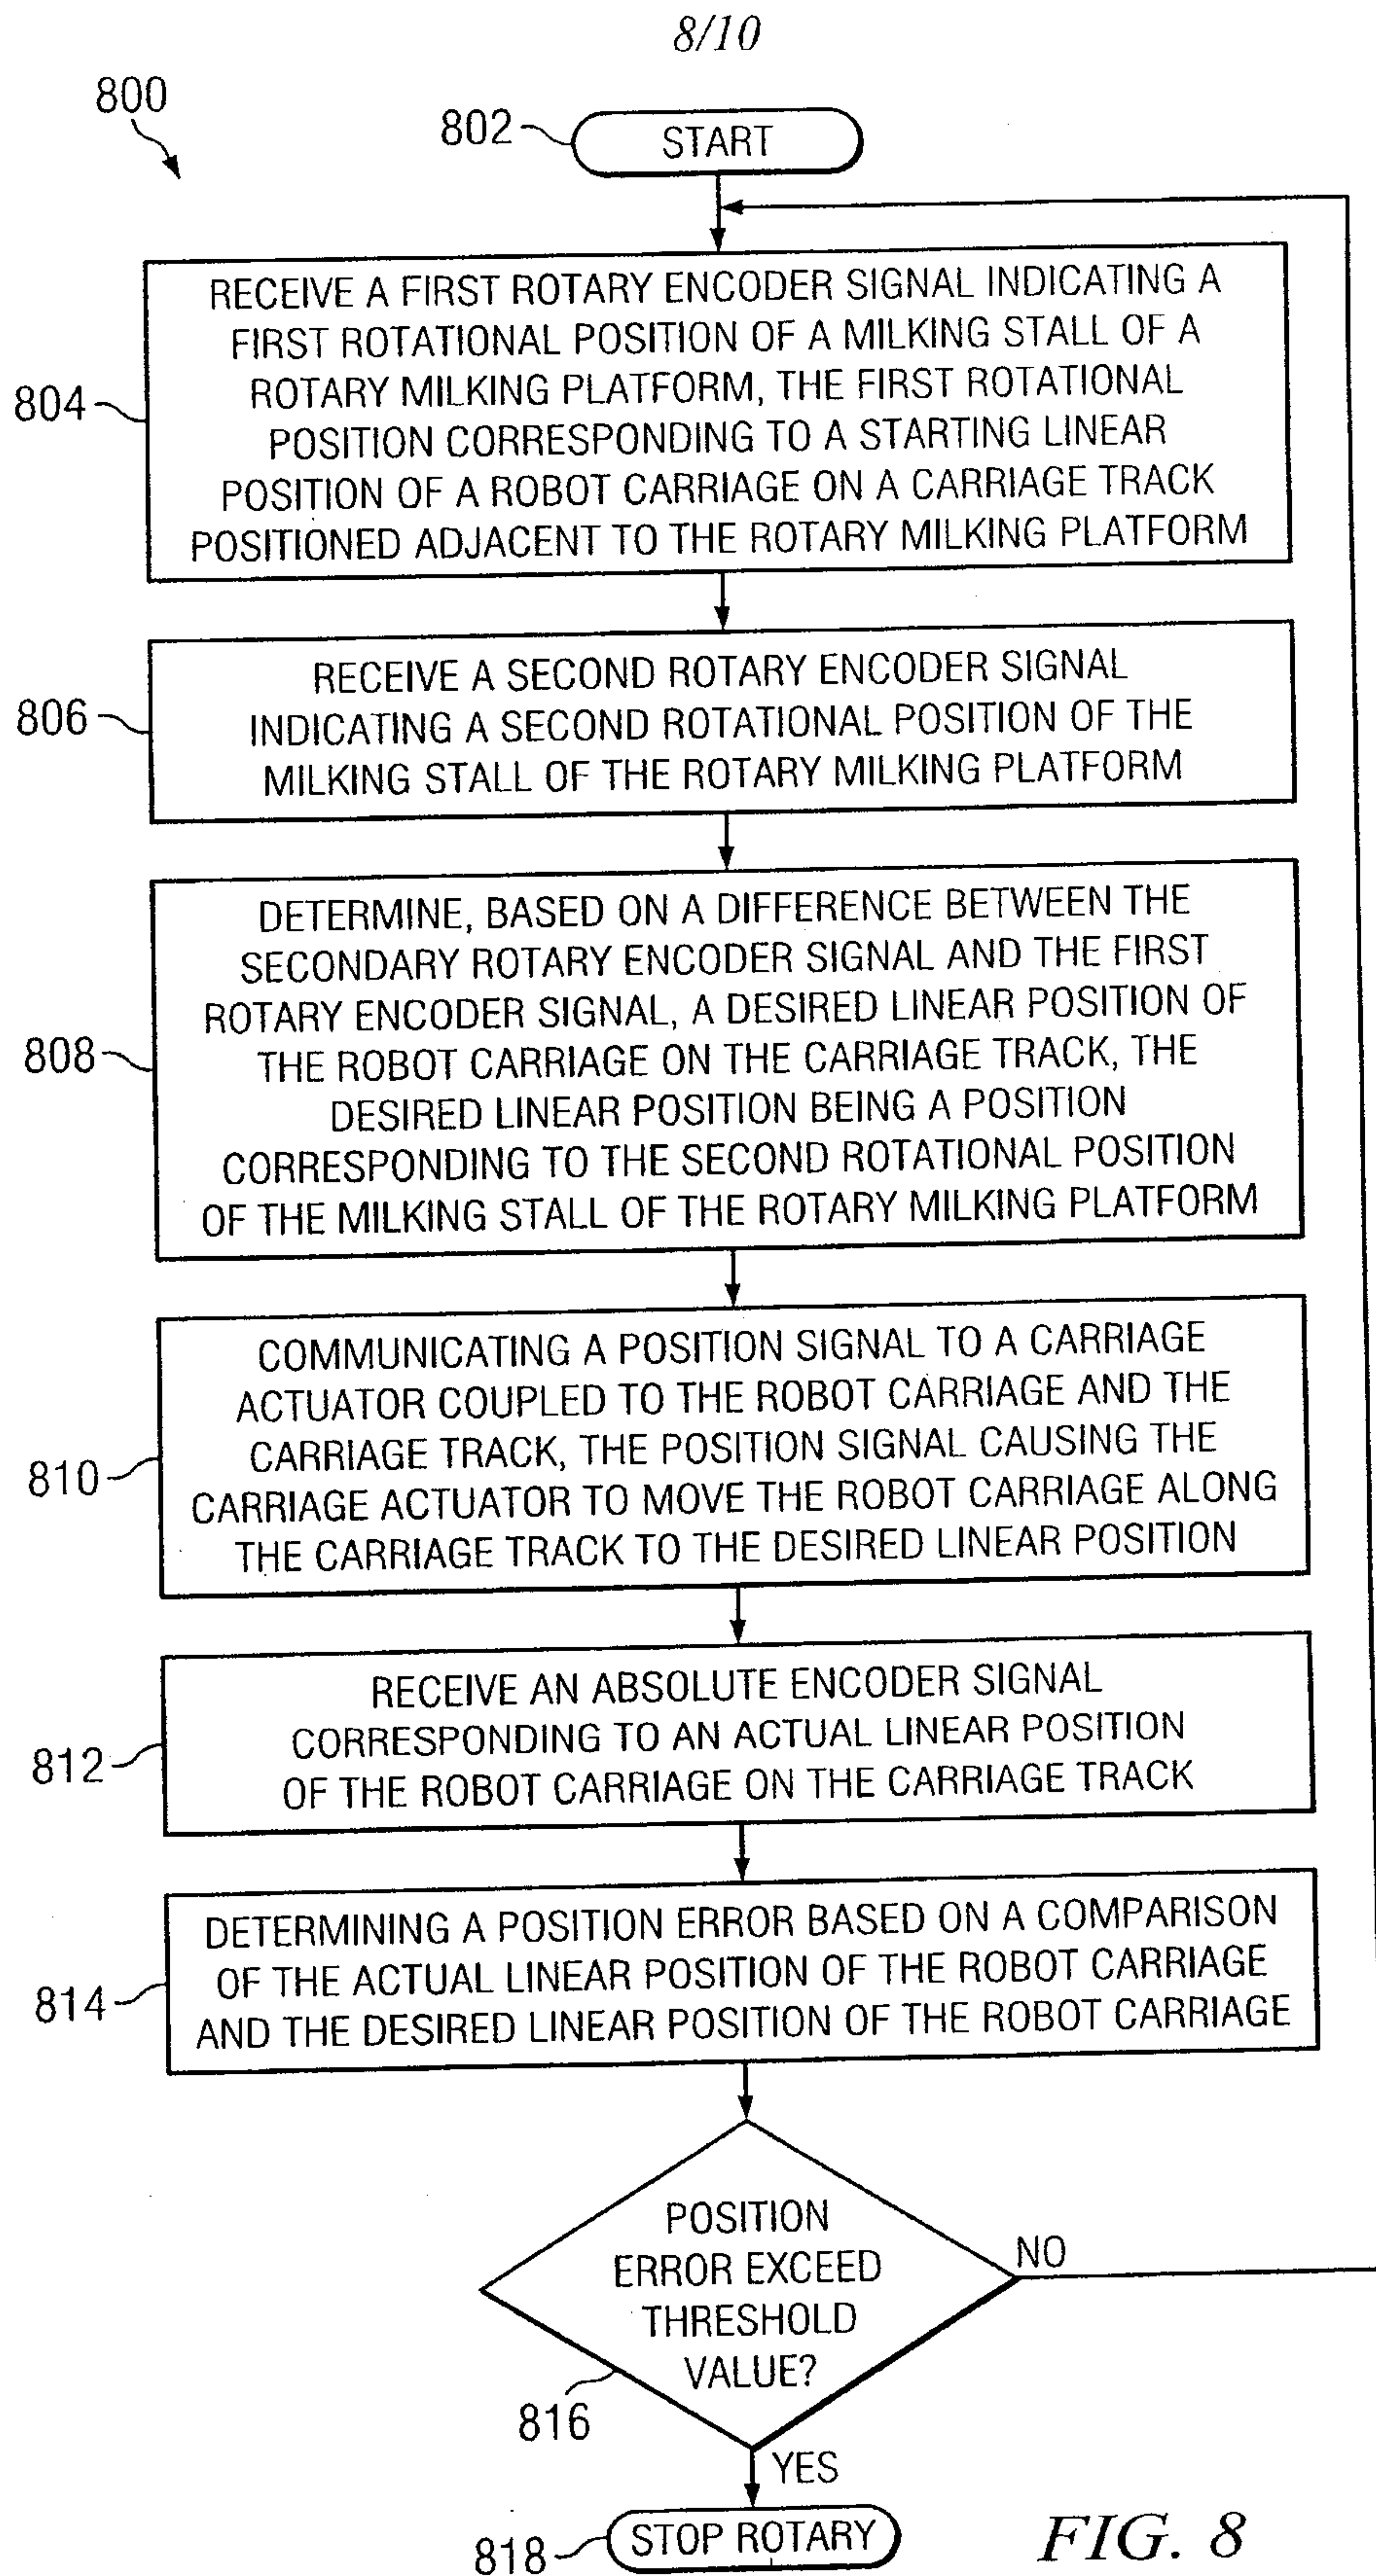 8/10
800
802
START
804
RECEIVE A FIRST ROTARY ENCODER SIGNAL INDICATING A
FIRST ROTATIONAL POSITION OF A MILKING STALL OF A
ROTARY MILKING PLATFORM, THE FIRST ROTATIONAL
POSITION CORRESPONDING TO A STARTING LINEAR
POSITION OF A ROBOT CARRIAGE ON A CARRIAGE TRACK
POSITIONED ADJACENT TO THE ROTARY MILKING PLATFORM
806
RECEIVE A SECOND ROTARY ENCODER SIGNAL
INDICATING A SECOND ROTATIONAL POSITION OF THE
MILKING STALL OF THE ROTARY MILKING PLATFORM
808
DETERMINE, BASED ON A DIFFERENCE BETWEEN THE
SECONDARY ROTARY ENCODER SIGNAL AND THE FIRST
ROTARY ENCODER SIGNAL, A DESIRED LINEAR POSITION OF
THE ROBOT CARRIAGE ON THE CARRIAGE TRACK, THE
DESIRED LINEAR POSITION BEING A POSITION
CORRESPONDING TO THE SECOND ROTATIONAL POSITION
OF THE MILKING STALL OF THE ROTARY MILKING PLATFORM
810
COMMUNICATING A POSITION SIGNAL TO A CARRIAGE
ACTUATOR COUPLED TO THE ROBOT CARRIAGE AND THE
CARRIAGE TRACK, THE POSITION SIGNAL CAUSING THE
CARRIAGE ACTUATOR TO MOVE THE ROBOT CARRIAGE ALONG
THE CARRIAGE TRACK TO THE DESIRED LINEAR POSITION
812
RECEIVE AN ABSOLUTE ENCODER SIGNAL
CORRESPONDING TO AN ACTUAL LINEAR POSITION
OF THE ROBOT CARRIAGE ON THE CARRIAGE TRACK
814
DETERMINING A POSITION ERROR BASED ON A COMPARISON
OF THE ACTUAL LINEAR POSITION OF THE ROBOT CARRIAGE
AND THE DESIRED LINEAR POSITION OF THE ROBOT CARRIAGE
POSITION
ERROR EXCEED
THRESHOLD
VALUE?
NO
816
YES
818
STOP ROTARY
FIG. 8